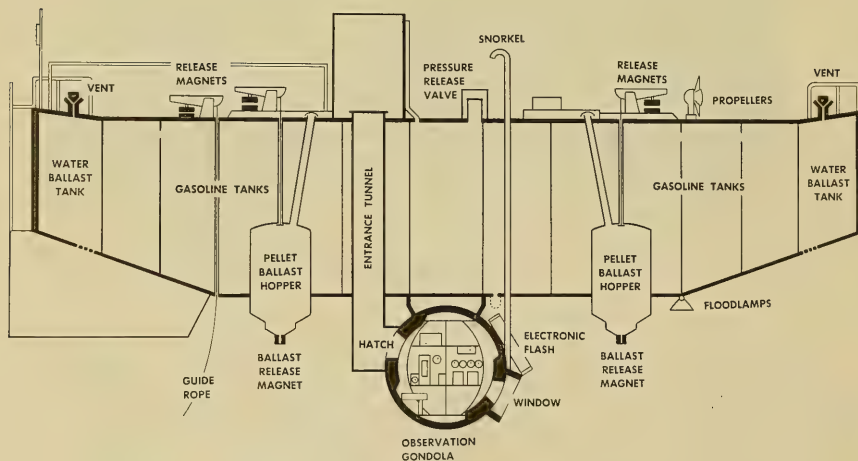 SNORKEL
RELEASE
MAGNETS
PRESSURE
RELEASE
VALVE
RELEASE
MAGNETS
VENT
VENT
PROPELLERS
WATER
BALLAST
TANK
GASOLINE TANKS
ENTRANCE TUNNEL
GASOLINE TANKS
WATER
BALLAST
TANK
PELLET
BALLAST
HOPPER
PELLET
BALLAST
HOPPER
FLOODLAMPS
HATCH
ELECTRONIC
FLASH
BALLAST
RELEASE
MAGNET
BALLAST
RELEASE
MAGNET
GUIDE
ROPE
WINDOW
OBSERVATION
GONDOLA